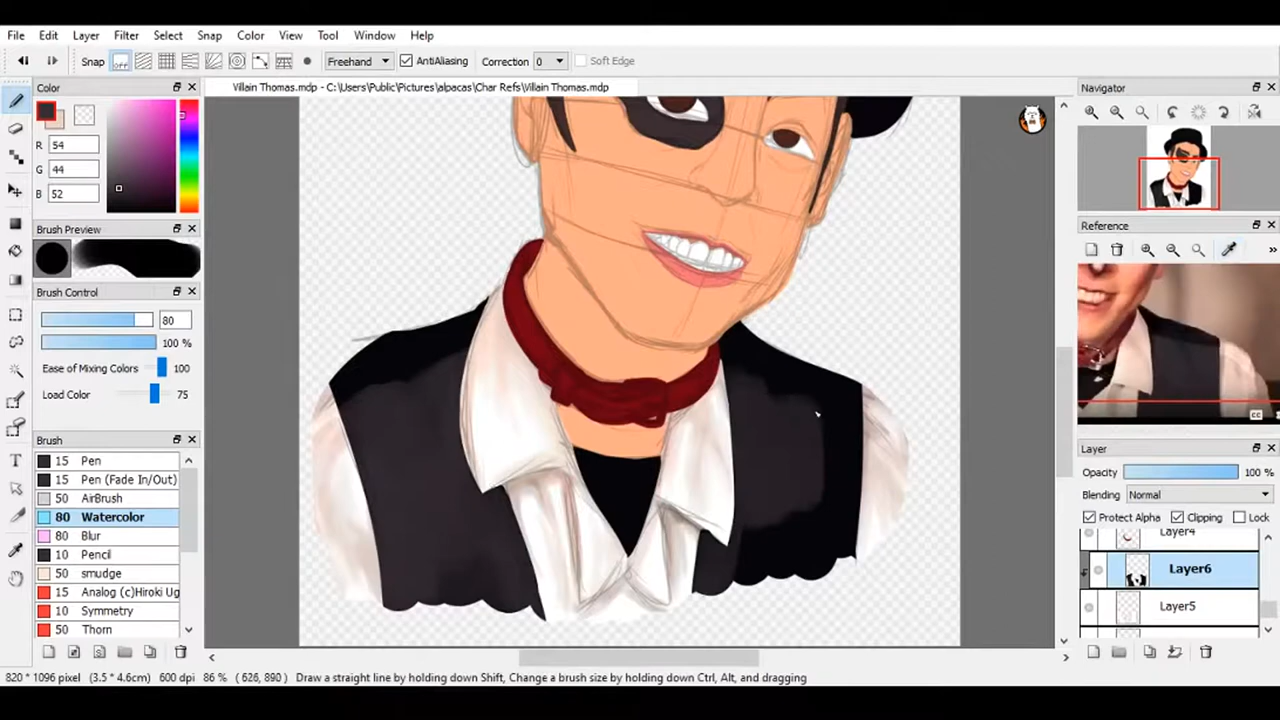 File Edit Layer Filter Select Snap Color View Tool Window Help
Snap OFF Freehand AntiAliasing Correction 0 Soft Edge
Color
Villain Thomas.mdp - C:\Users\Public\Pictures\alpacas\Char Refs\Villain Thomas.mdp
Navigator
R 54
G 44
B 52
Brush Preview
Reference
Brush Control
80
100 %
Ease of Mixing Colors 100
Load Color 75
cc
Brush
15 Pen
15 Pen (Fade In/Out)
50 AirBrush
80 Watercolor
80 Blur
10 Pencil
50 smudge
15 Analog (c)Hiroki Ug
10 Symmetry
50 Thorn
Layer
Opacity 100 %
Blending Normal
Protect Alpha Clipping Lock
Layer4
Layer6
Layer5
820 * 1096 pixel (3.5 * 4.6cm) 600 dpi 86 % ( 628, 890 ) Draw a straight line by holding down Shift, Change a brush size by holding down Ctrl, Alt, and dragging